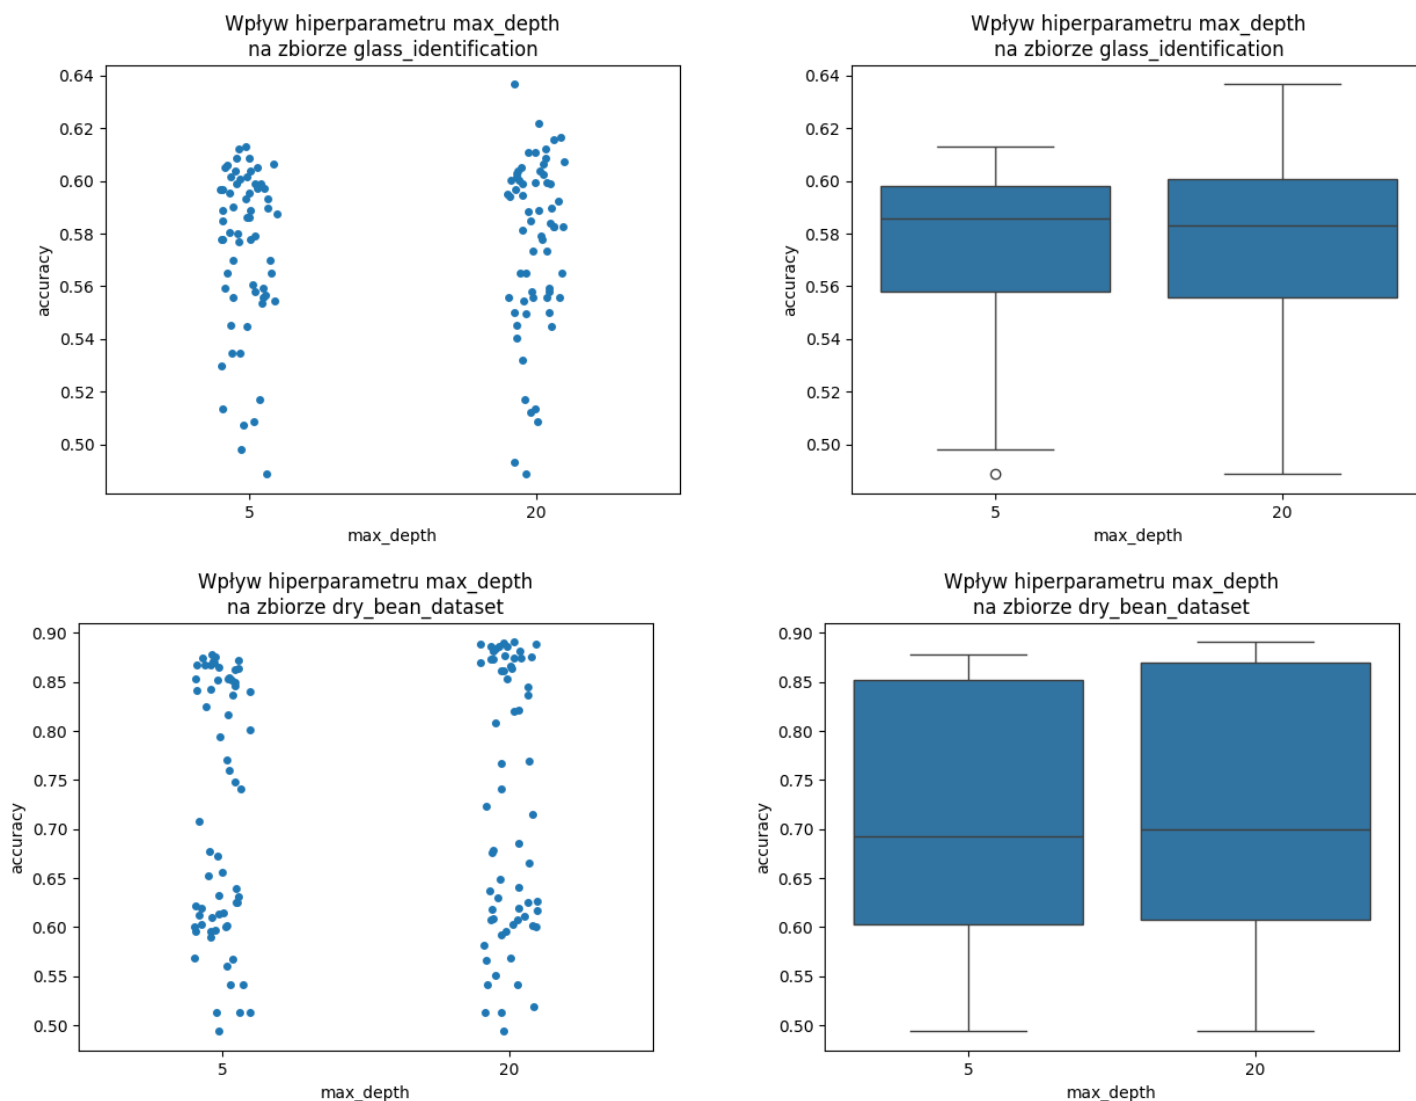 Wpływ hiperparametru max_depth
na zbiorze glass_identification
0.64
0.62
0.60
0.58
0.56
0.54
0.52
0.50
accuracy
5
20
max_depth
Wpływ hiperparametru max_depth
na zbiorze glass_identification
0.64
0.62
0.60
0.58
0.56
0.54
0.52
0.50
accuracy
5
20
max_depth
Wpływ hiperparametru max_depth
na zbiorze dry_bean_dataset
0.90
0.85
0.80
0.75
0.70
0.65
0.60
0.55
0.50
accuracy
5
20
max_depth
Wpływ hiperparametru max_depth
na zbiorze dry_bean_dataset
0.90
0.85
0.80
0.75
0.70
0.65
0.60
0.55
0.50
accuracy
5
20
max_depth